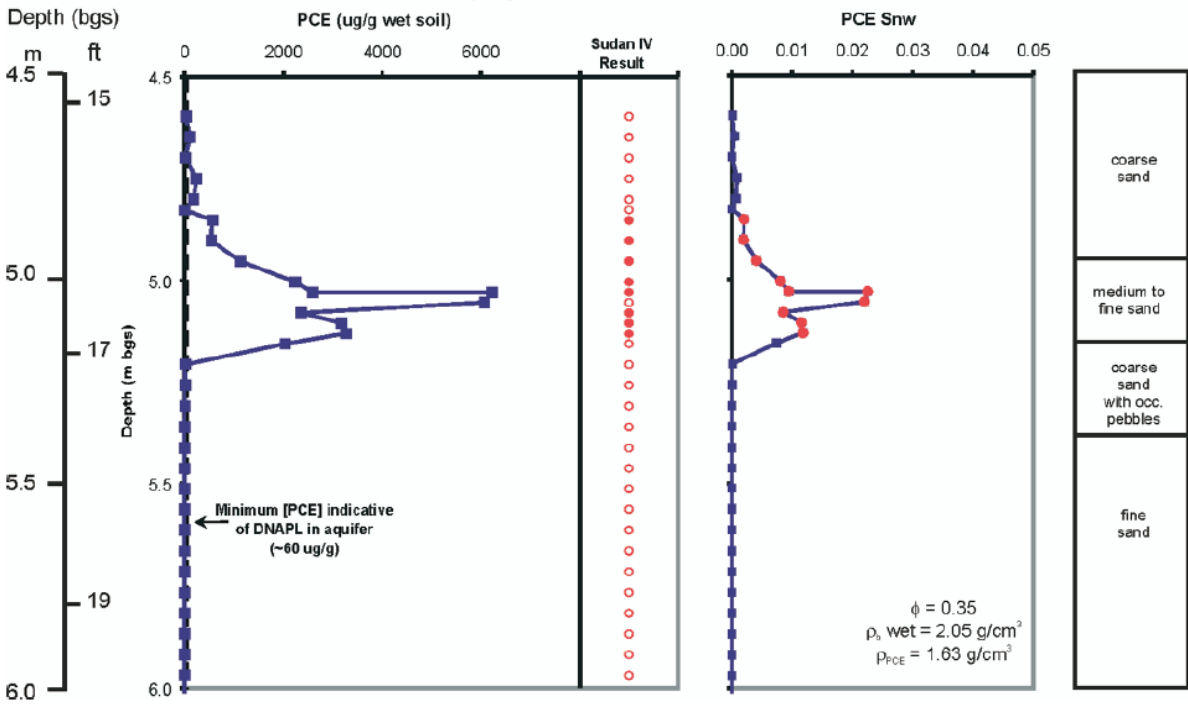 Depth (bgs)
m
ft
4.5
5.0
5.5
6.0
15
17
19
PCE (ug/g wet soil)
0
2000
4000
6000
Sudan IV
Result
Depth (m bgs)
4.5
5.0
5.5
6.0
Minimum [PCE] indicative
of DNAPL in aquifer
(~60 ug/g)
PCE Snw
0.00
0.01
0.02
0.03
0.04
0.05
ϕ = 0.35
ρb wet = 2.05 g/cm³
ρPCE = 1.63 g/cm³
coarse
sand
medium to
fine sand
coarse
sand
with occ.
pebbles
fine
sand